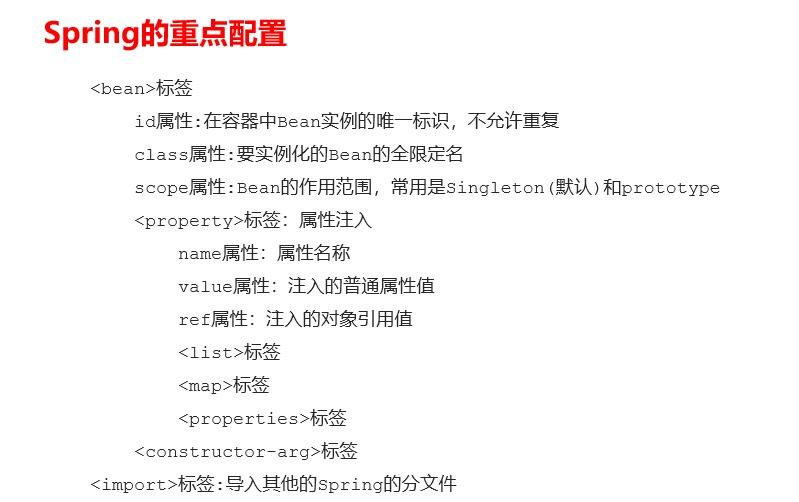 Spring的重点配置
<bean>标签
id属性:在容器中Bean实例的唯一标识，不允许重复
class属性:要实例化的Bean的全限定名
scope属性:Bean的作用范围，常用是Singleton(默认)和prototype
<property>标签：属性注入
name属性：属性名称
value属性：注入的普通属性值
ref属性：注入的对象引用值
<list>标签
<map>标签
<properties>标签
<constructor-arg>标签
<import>标签:导入其他的Spring的分文件